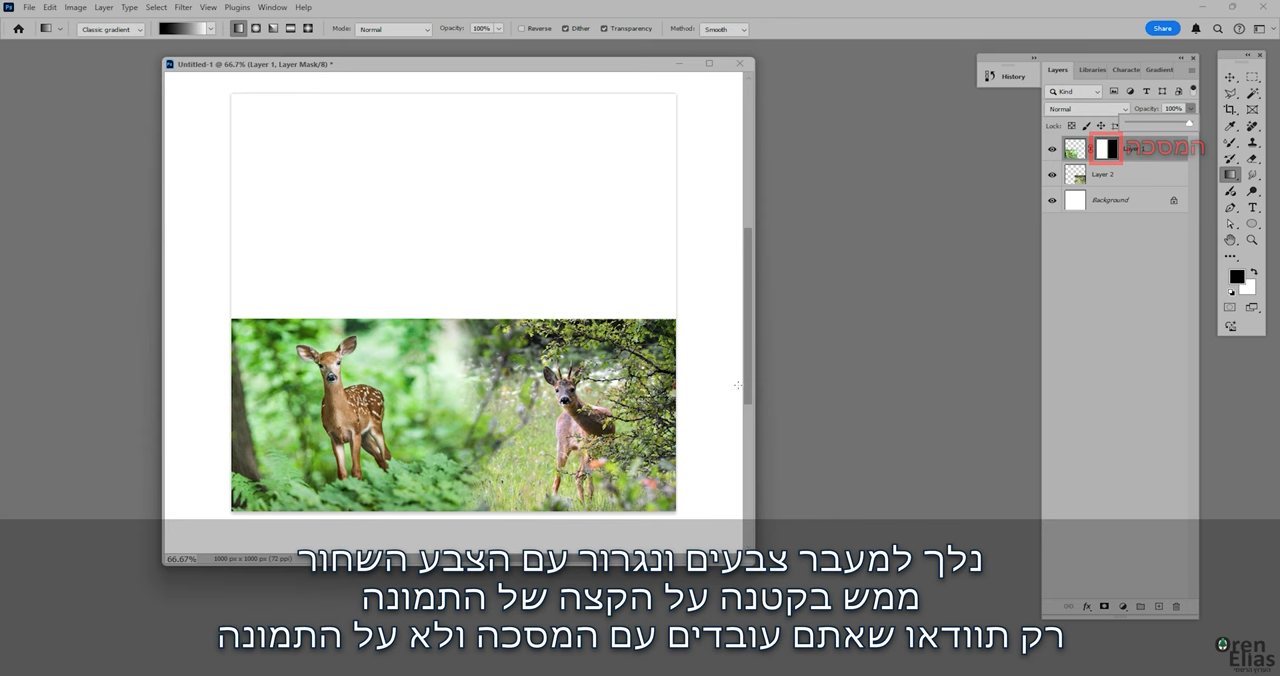 File Edit Image Layer Type Select Filter View Plugins Window Help
Classic gradient Mode: Normal Opacity: 100% Reverse Dither Transparency Method: Smooth Share
Untitled-1 @ 66.7% (Layer 1, Layer Mask/8) *
History
Layers Libraries Characte Gradient
Kind
Normal Opacity: 100%
Lock:
המסכה
Layer 2
Background
66.67% 1000 px x 1000 px (72 ppi)
נלך למעבר צבעים ונגרור עם הצבע השחור
ממש בקטנה על הקצה של התמונה
רק תוודאו שאתם עובדים עם המסכה ולא על התמונה
Oren
Elias